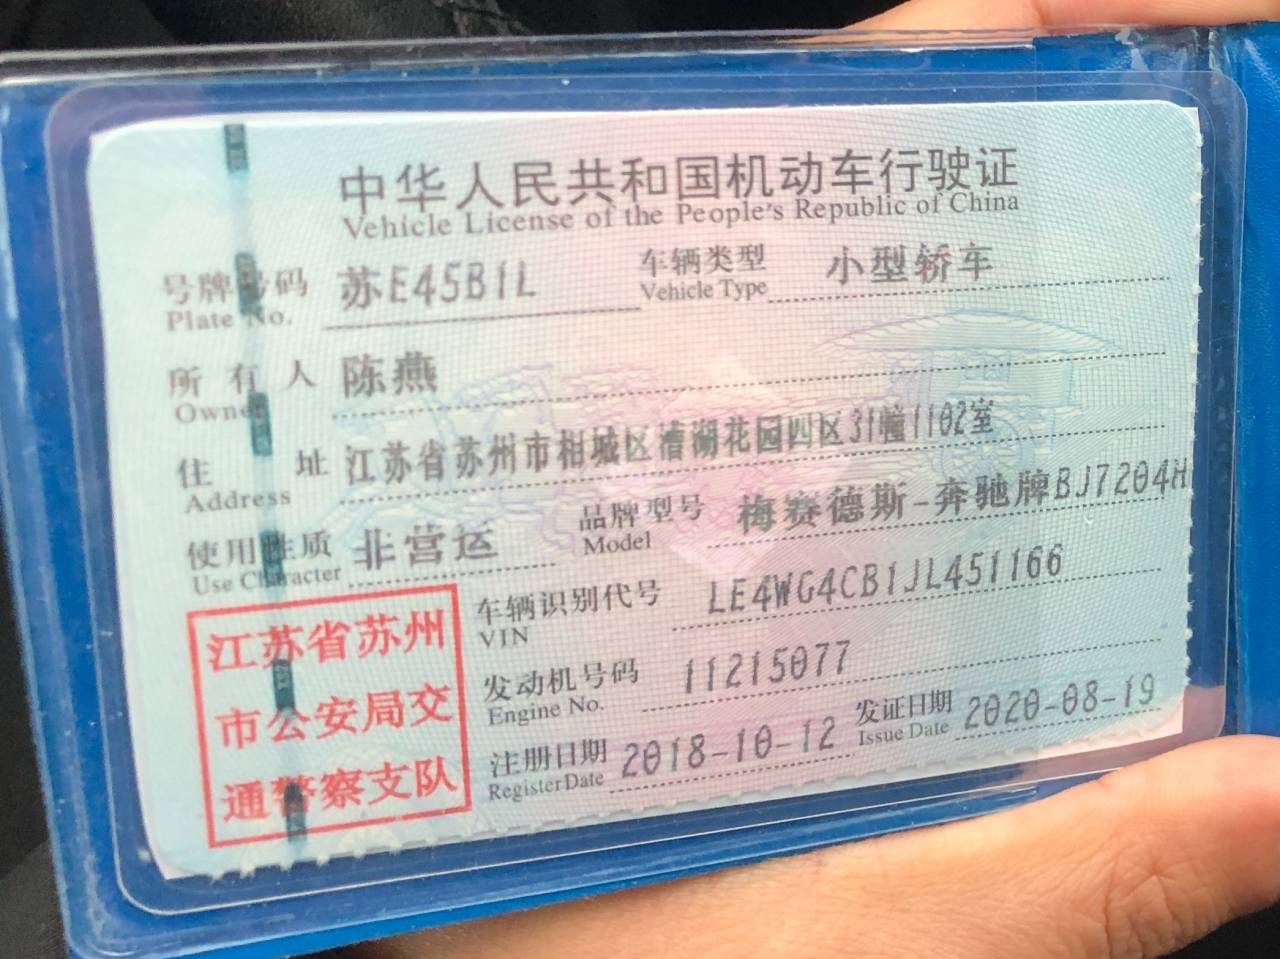 中华人民共和国机动车行驶证
Vehicle License of the People's Republic of China
号牌号码 苏E45B1L 车辆类型 小型轿车
Plate No. Vehicle Type
所有人 陈燕
Owner
住址 江苏省苏州市相城区漕湖花园四区31幢1102室
Address
使用性质 非营运 品牌型号 梅赛德斯-奔驰牌BJ7204H
Use Character Model
车辆识别代号 LE4WG4CB1JL451166
VIN
发动机号码 11215077
Engine No.
注册日期 2018-10-12 发证日期 2020-08-19
Register Date Issue Date
江苏省苏州
市公安局交
通警察支队